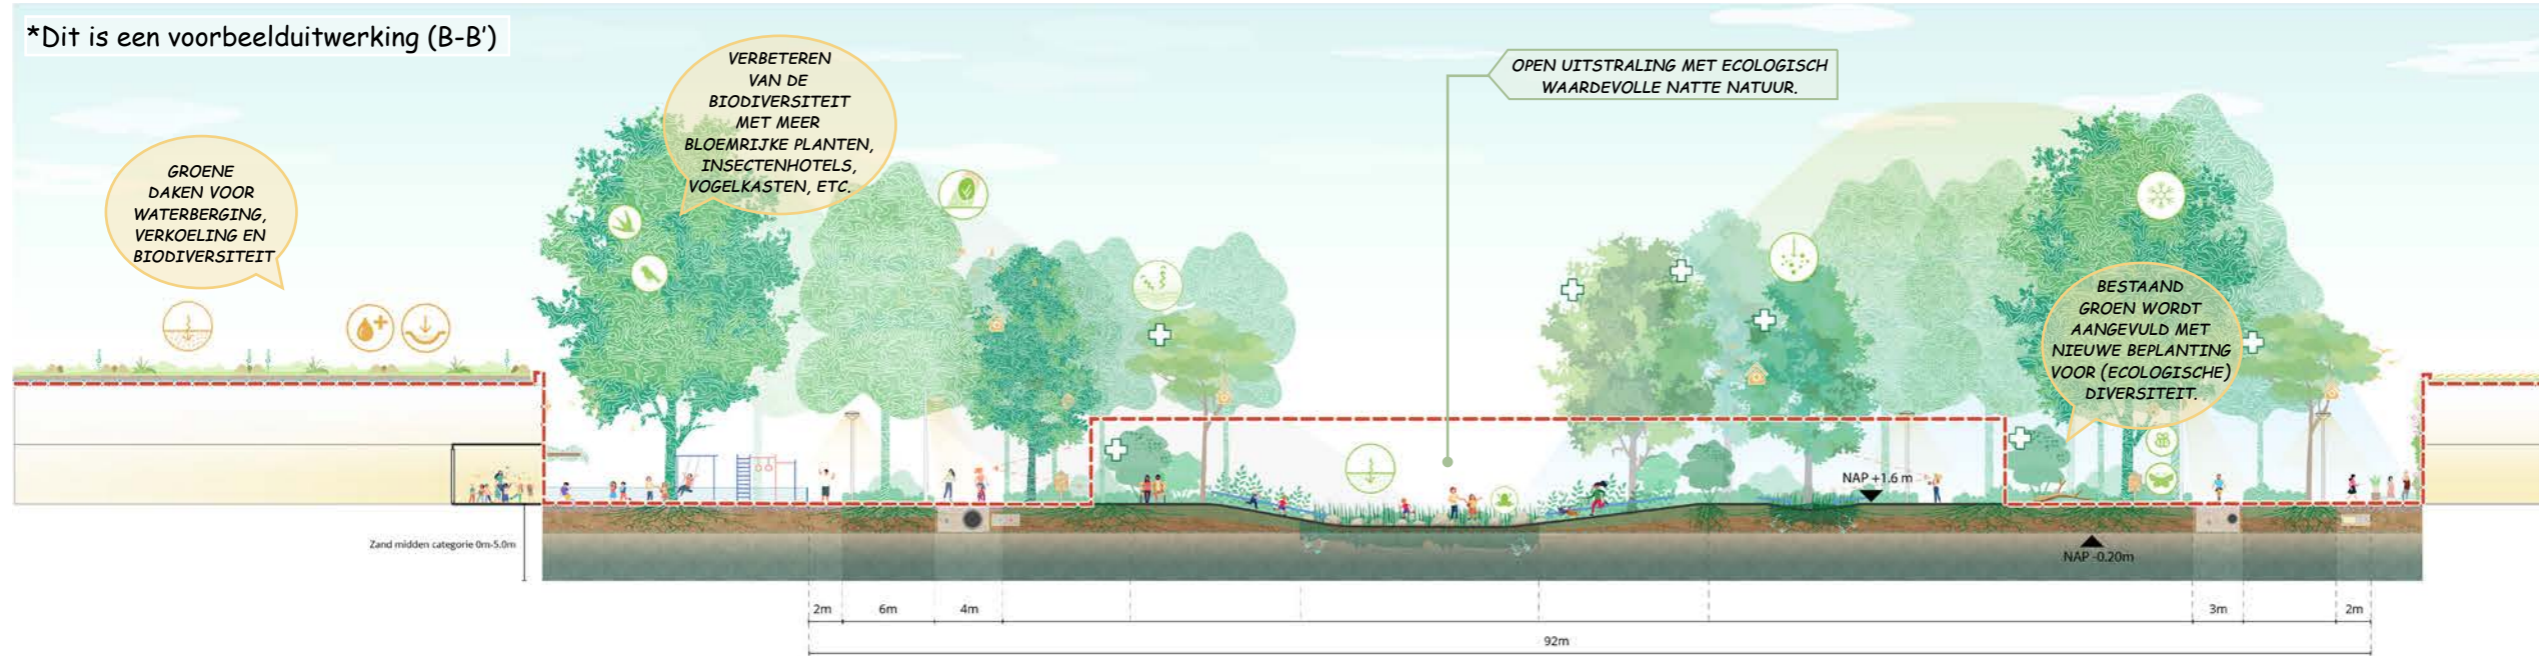 *Dit is een voorbeelduitwerking (B-B')
GROENE
DAKEN VOOR
WATERBERGING,
VERKOELING EN
BIODIVERSITEIT
VERBETEREN
VAN DE
BIODIVERSITEIT
MET MEER
BLOEMRIJKE PLANTEN,
INSECTENHOTELS,
VOGELKASTEN, ETC.
OPEN UITSTRALING MET ECOLOGISCH
WAARDEVOLLE NATTE NATUUR.
BESTAAND
GROEN WORDT
AANGEVULD MET
NIEUWE BEPLANTING
VOOR (ECOLOGISCHE)
DIVERSITEIT.
NAP +1.6 m
Zand midden categorie 0m-5.0m
NAP -0.20m
2m
6m
4m
3m
2m
92m